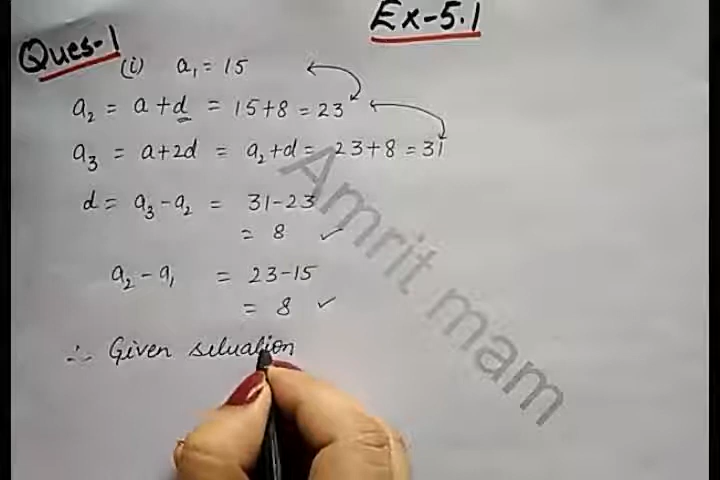 Ex-5.1
Ques-1
(i) a₁ = 15
a₂ = a+d = 15+8 = 23
a₃ = a+2d = a₂+d = 23+8 = 31
d = a₃-a₂ = 31-23
= 8 ✓
a₂-a₁ = 23-15
= 8 ✓
∴ Given situation
Amrit mam